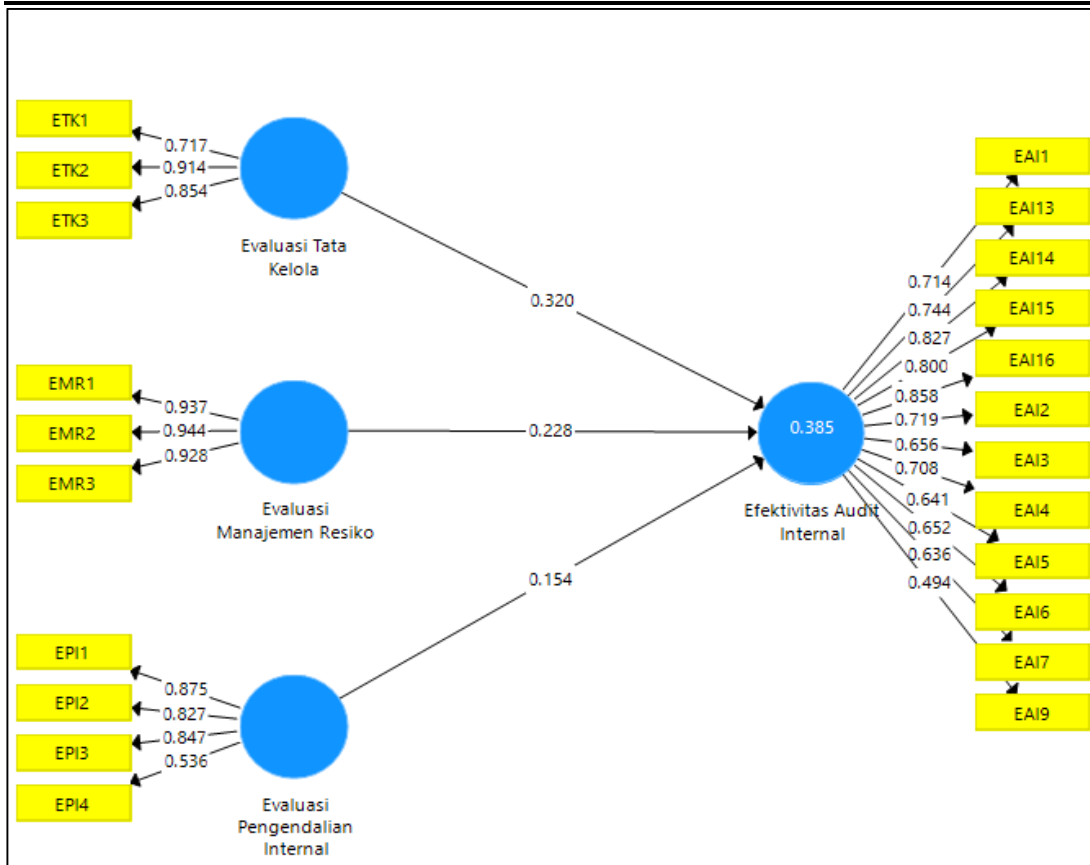 ETK1
ETK2
ETK3
0.717
0.914
0.854
Evaluasi Tata
Kelola
0.320
EMR1
EMR2
EMR3
0.937
0.944
0.928
Evaluasi
Manajemen Resiko
0.228
EPI1
EPI2
EPI3
EPI4
0.875
0.827
0.847
0.536
Evaluasi
Pengendalian
Internal
0.154
0.385
Efektivitas Audit
Internal
0.714
0.744
0.827
0.800
0.858
0.719
0.656
0.708
0.641
0.652
0.636
0.494
EAI1
EAI13
EAI14
EAI15
EAI16
EAI2
EAI3
EAI4
EAI5
EAI6
EAI7
EAI9